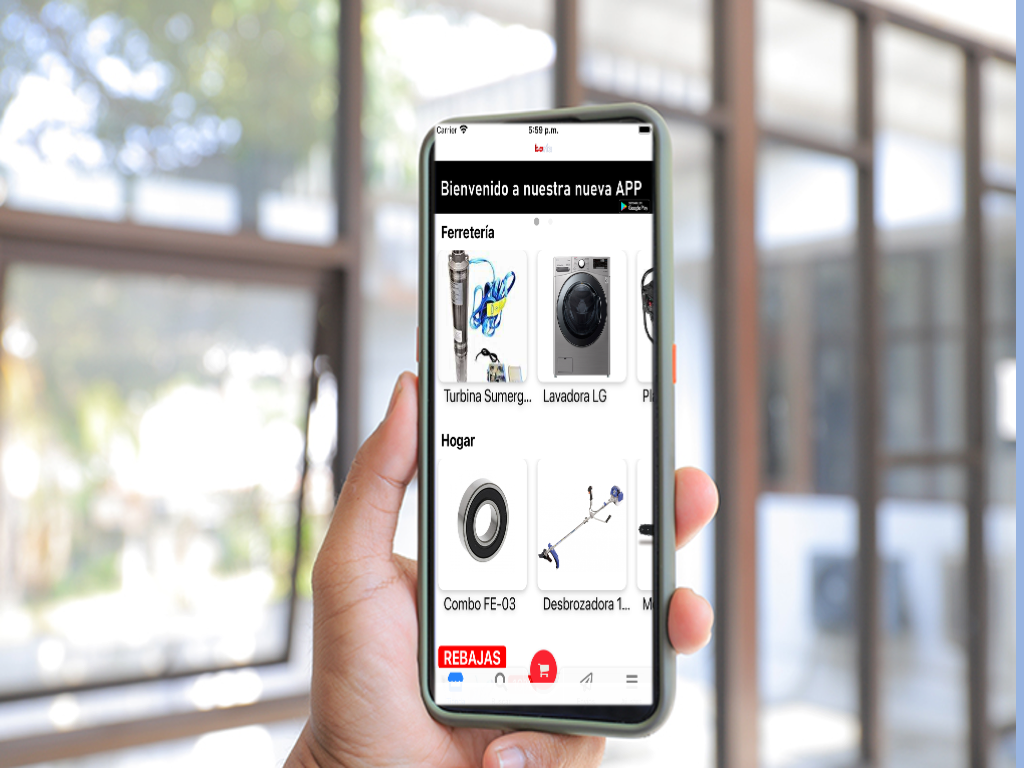 Carrier
5:59 p.m.
Bienvenido a nuestra nueva APP
Google Play
Ferretería
Turbina Sumerg...
Lavadora LG
Pl
Hogar
Combo FE-03
Desbrozadora 1...
M
REBAJAS